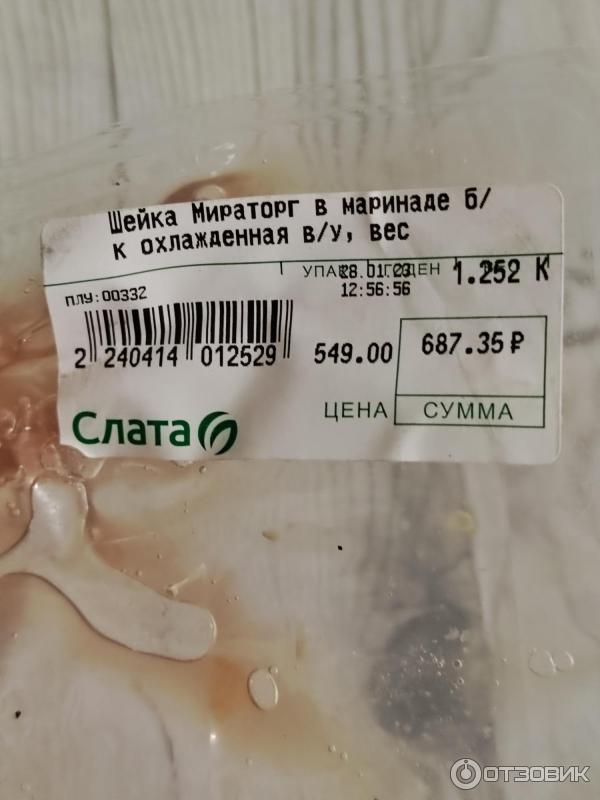 Шейка Мираторг в маринаде б/
к охлажденная в/у, вес
28.01.23 1.252 К
12:56:56
ПЛУ:00332
2 240414 012529
549.00 687.35 ₽
ЦЕНА СУММА
Слата
ОТЗОВИК